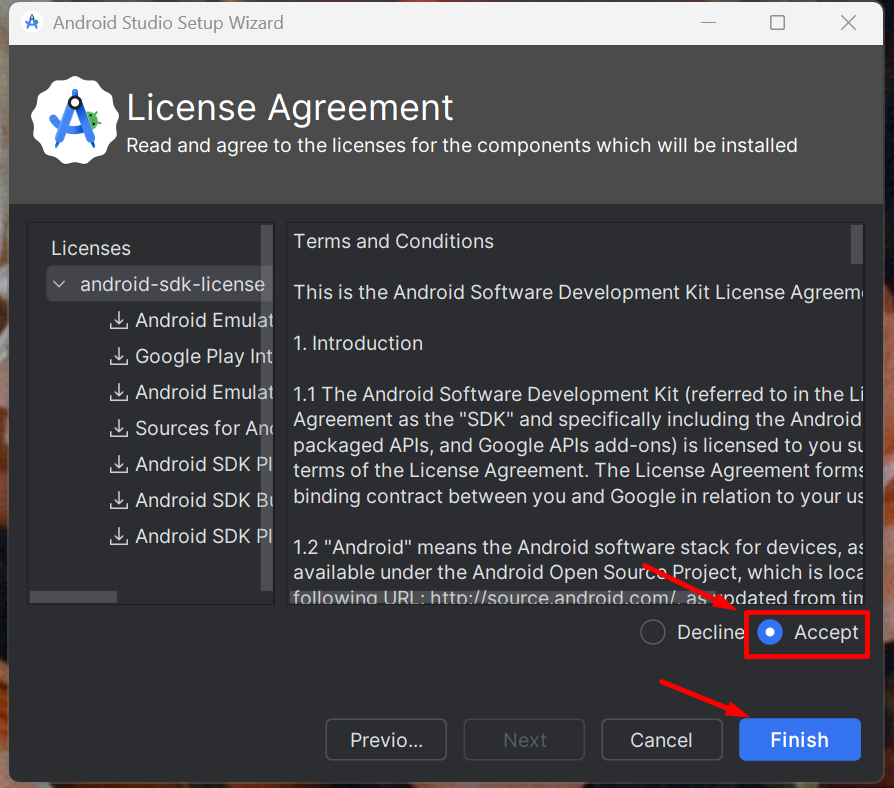 Android Studio Setup Wizard
License Agreement
Read and agree to the licenses for the components which will be installed
Licenses
android-sdk-license
Android Emulat
Google Play Int
Android Emulat
Sources for And
Android SDK Pl
Android SDK Bu
Android SDK Pl
Terms and Conditions
This is the Android Software Development Kit License Agreeme
1. Introduction
1.1 The Android Software Development Kit (referred to in the Li
Agreement as the "SDK" and specifically including the Android
packaged APIs, and Google APIs add-ons) is licensed to you su
terms of the License Agreement. The License Agreement forms
binding contract between you and Google in relation to your us
1.2 "Android" means the Android software stack for devices, as
available under the Android Open Source Project, which is loca
following URL: http://source.android.com/, as updated from tim
Decline
Accept
Previo...
Next
Cancel
Finish